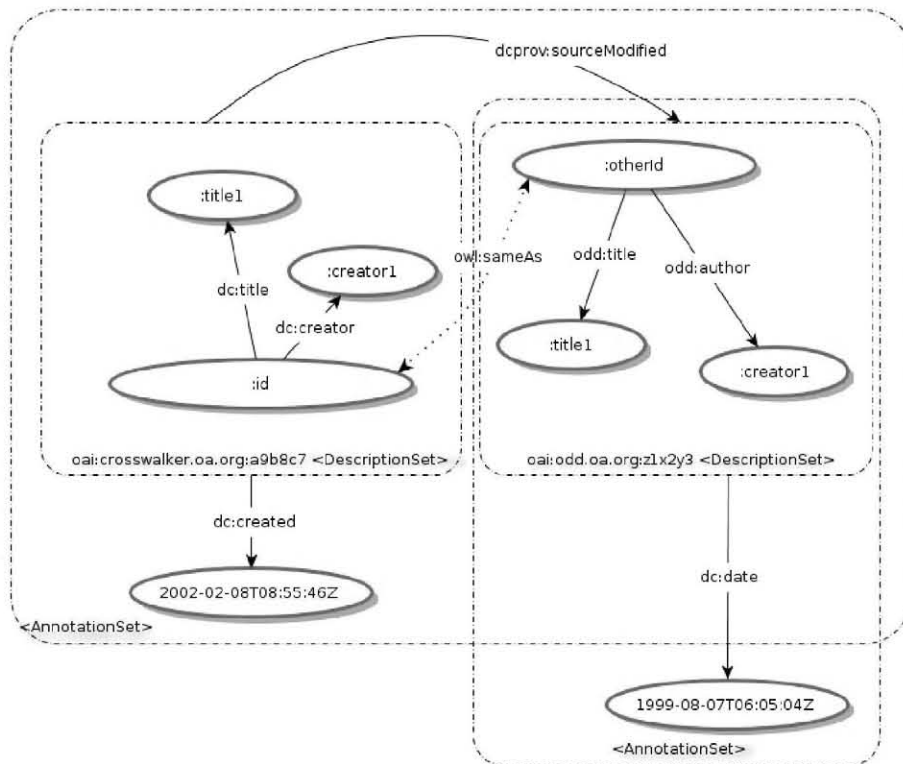 dcprov:sourceModified
:otherId
:title1
owl:sameAs
odd:title
odd:author
:creator1
dc:title
dc:creator
:title1
:creator1
:id
oai:crosswalker.oa.org:a9b8c7 <DescriptionSet>
oai:odd.oa.org:z1x2y3 <DescriptionSet>
dc:created
dc:date
2002-02-08T08:55:46Z
<AnnotationSet>
1999-08-07T06:05:04Z
<AnnotationSet>